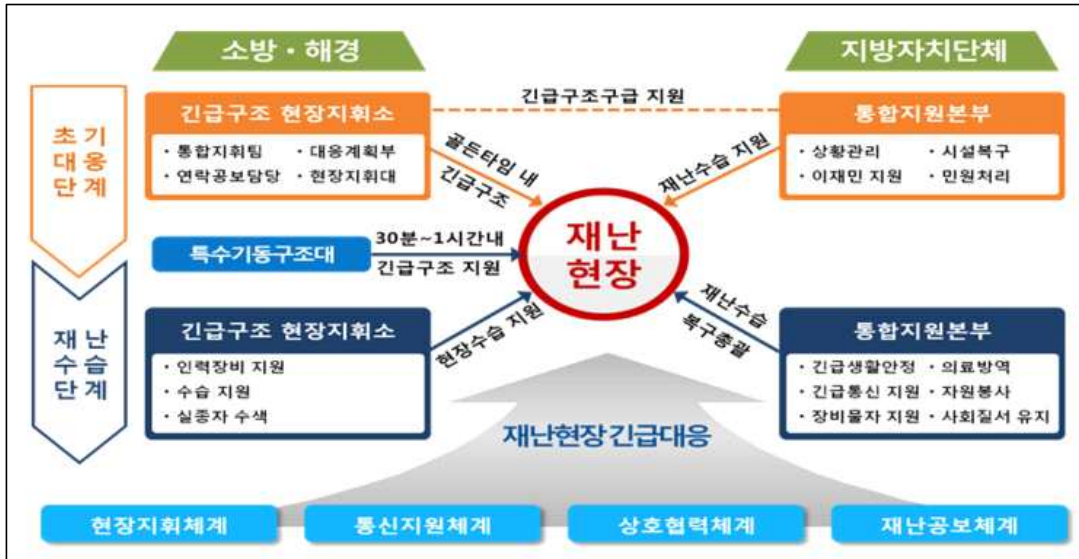 소방·해경
지방자치단체
초기
대응
단계
긴급구조 현장지휘소
· 통합지휘팀 · 대응계획부
· 연락공보담당 · 현장지휘대
긴급구조구급 지원
통합지원본부
· 상황관리 · 시설복구
· 이재민 지원 · 민원처리
골든타임 내
긴급구조
재난수습 지원
특수기동구조대
30분~1시간내
긴급구조 지원
재난
현장
재난
수습
단계
긴급구조 현장지휘소
· 인력장비 지원
· 수습 지원
· 실종자 수색
현장수습 지원
재난수습
복구총괄
통합지원본부
· 긴급생활안정 · 의료방역
· 긴급통신 지원 · 자원봉사
· 장비물자 지원 · 사회질서 유지
재난현장 긴급대응
현장지휘체계
통신지원체계
상호협력체계
재난공보체계